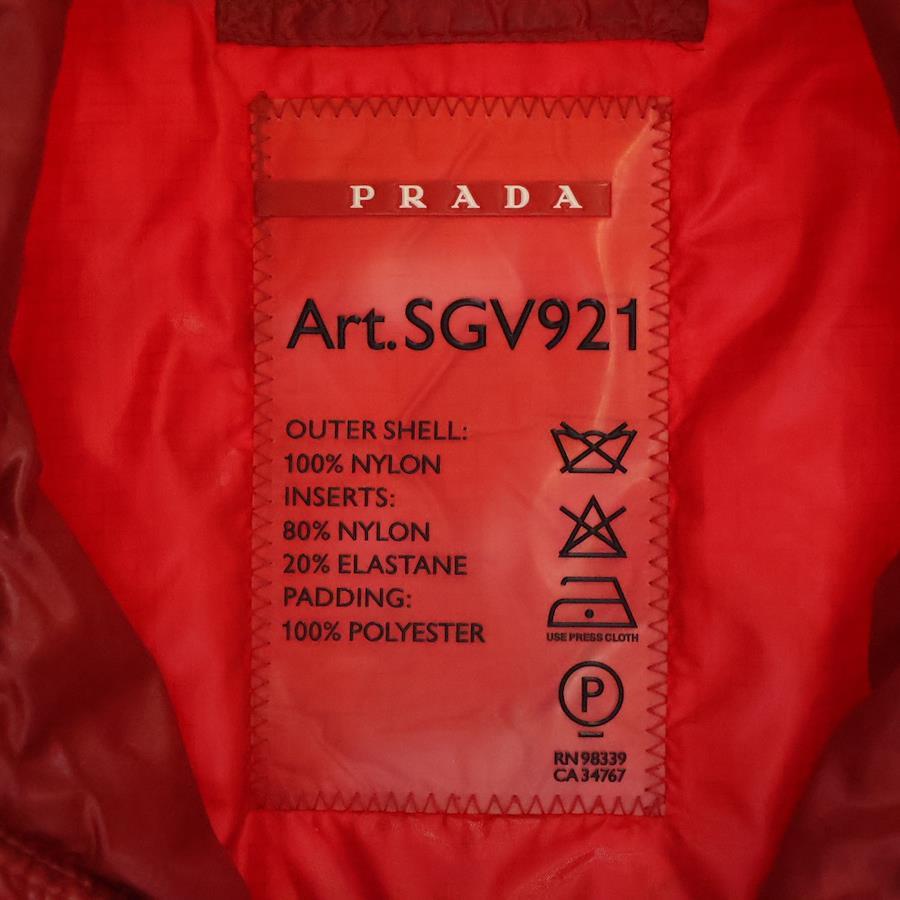 PRADA
Art.SGV921
OUTER SHELL:
100% NYLON
INSERTS:
80% NYLON
20% ELASTANE
PADDING:
100% POLYESTER
USE PRESS CLOTH
P
RN 98339
CA 34767